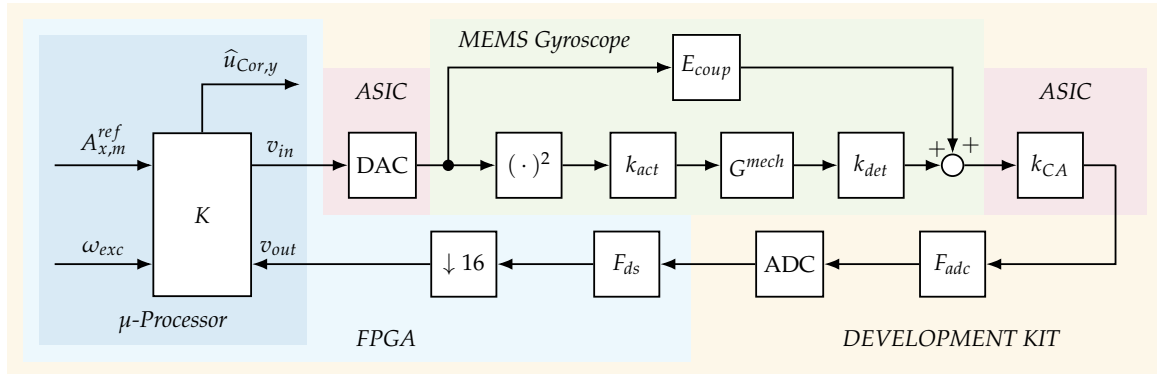 MEMS Gyroscope
E_coup
û_Cor,y
ASIC
ASIC
A^ref_x,m
v_in
DAC
(·)²
k_act
G^mech
k_det
+
+
k_CA
K
ω_exc
v_out
↓ 16
F_ds
ADC
F_adc
μ-Processor
FPGA
DEVELOPMENT KIT